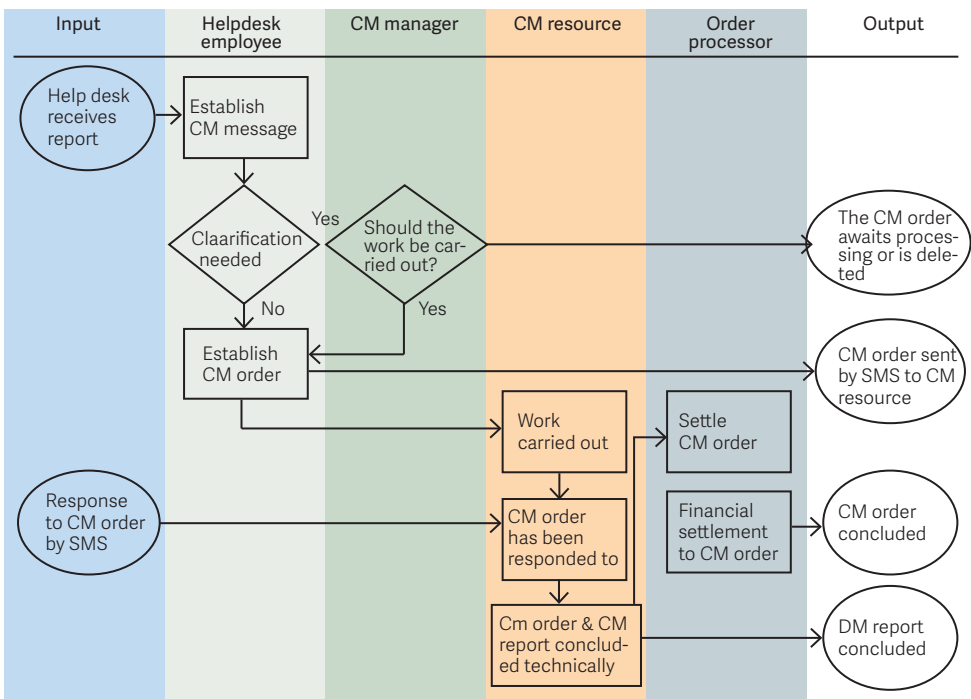 Input
Helpdesk
employee
CM manager
CM resource
Order
processor
Output
Help desk
receives
report
Establish
CM message
Claarification
needed
Yes
Should the
work be car-
ried out?
The CM order
awaits proces-
sing or is dele-
ted
No
Yes
Establish
CM order
CM order sent
by SMS to CM
resource
Work
carried out
Settle
CM order
Response
to CM order
by SMS
CM order
has been
responded to
Financial
settlement
to CM order
CM order
concluded
Cm order & CM
report conclud-
ed technically
DM report
concluded